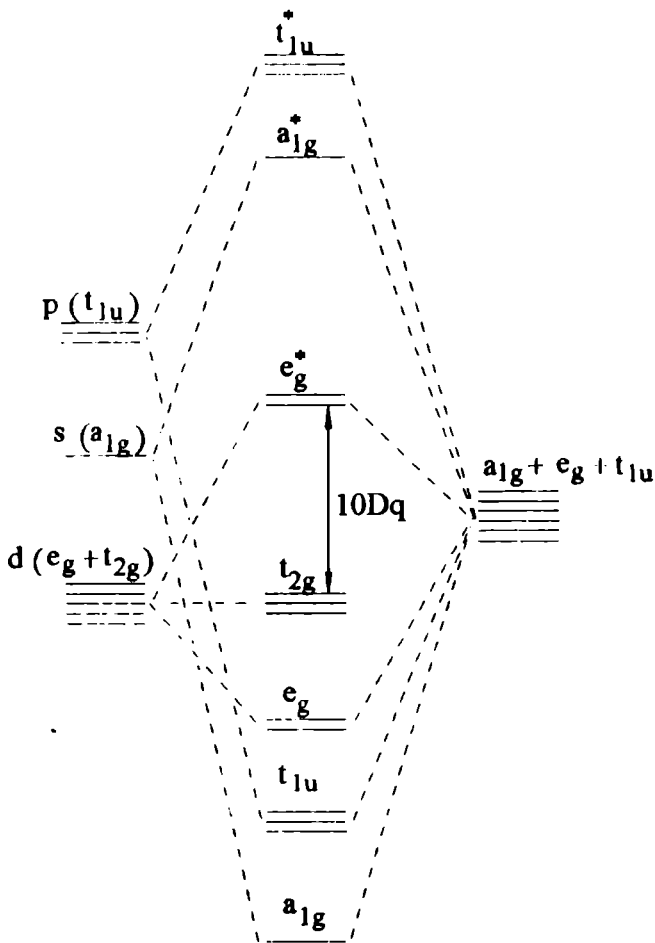 t*1u
a*1g
p (t1u)
e*g
s (a1g)
a1g + eg + t1u
10Dq
d (eg + t2g)
t2g
eg
t1u
a1g